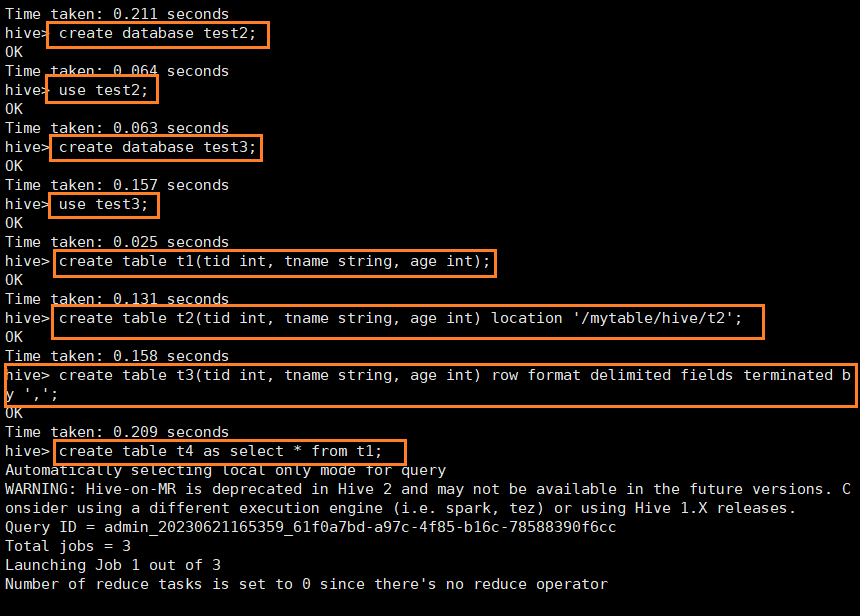 Time taken: 0.211 seconds
hive> create database test2;
OK
Time taken: 0.064 seconds
hive> use test2;
OK
Time taken: 0.063 seconds
hive> create database test3;
OK
Time taken: 0.157 seconds
hive> use test3;
OK
Time taken: 0.025 seconds
hive> create table t1(tid int, tname string, age int);
OK
Time taken: 0.131 seconds
hive> create table t2(tid int, tname string, age int) location '/mytable/hive/t2';
OK
Time taken: 0.158 seconds
hive> create table t3(tid int, tname string, age int) row format delimited fields terminated b
y ',';
OK
Time taken: 0.209 seconds
hive> create table t4 as select * from t1;
Automatically selecting local only mode for query
WARNING: Hive-on-MR is deprecated in Hive 2 and may not be available in the future versions. C
onsider using a different execution engine (i.e. spark, tez) or using Hive 1.X releases.
Query ID = admin_20230621165359_61f0a7bd-a97c-4f85-b16c-78588390f6cc
Total jobs = 3
Launching Job 1 out of 3
Number of reduce tasks is set to 0 since there's no reduce operator